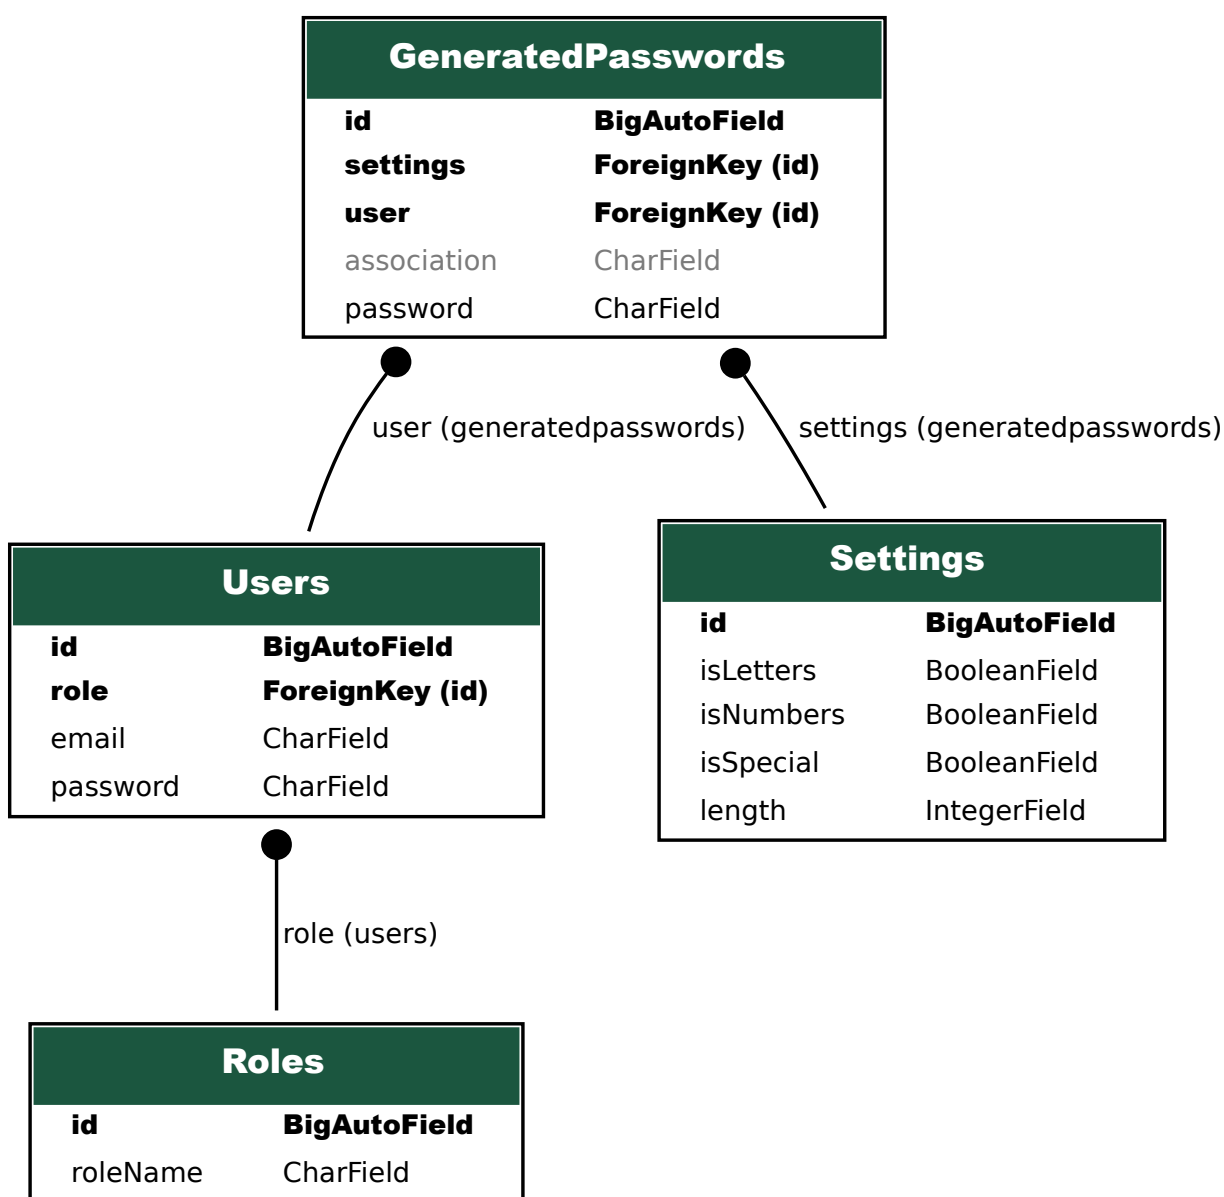 GeneratedPasswords
id BigAutoField
settings ForeignKey (id)
user ForeignKey (id)
association CharField
password CharField
user (generatedpasswords) settings (generatedpasswords)
Users
id BigAutoField
role ForeignKey (id)
email CharField
password CharField
Settings
id BigAutoField
isLetters BooleanField
isNumbers BooleanField
isSpecial BooleanField
length IntegerField
role (users)
Roles
id BigAutoField
roleName CharField